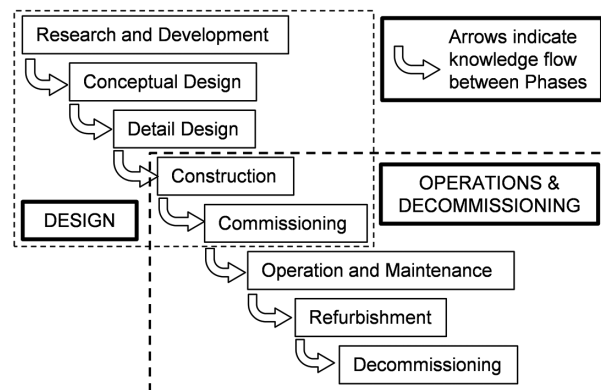 Research and Development
Arrows indicate
knowledge flow
between Phases
Conceptual Design
Detail Design
Construction
OPERATIONS &
DECOMMISSIONING
DESIGN
Commissioning
Operation and Maintenance
Refurbishment
Decommissioning